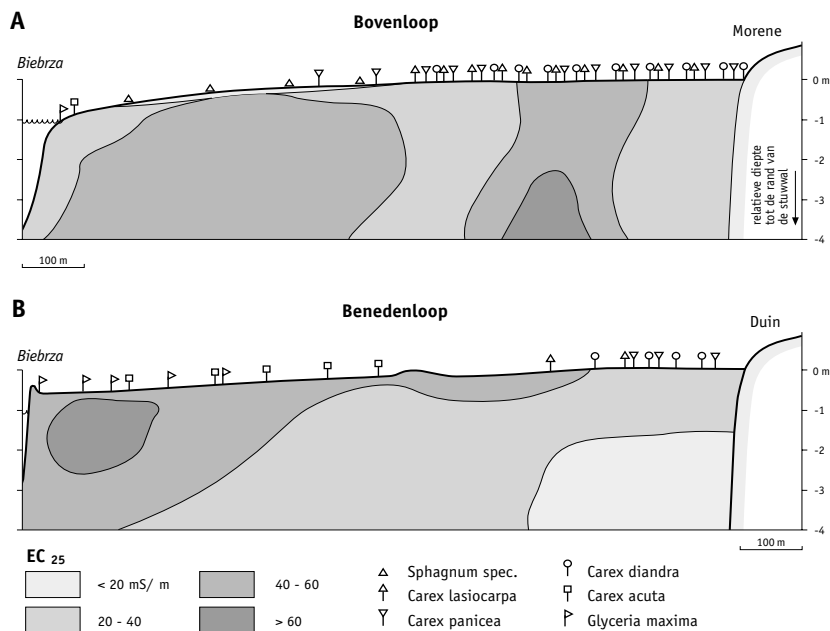 A
Bovenloop
Morene
Biebrza
0 m
-1
-2
-3
-4
relatieve diepte
tot de rand van
de stuwwal
100 m
B
Benedenloop
Duin
Biebrza
0 m
-1
-2
-3
-4
100 m
EC 25
< 20 mS/ m
40 - 60
20 - 40
> 60
Sphagnum spec.
Carex diandra
Carex lasiocarpa
Carex acuta
Carex panicea
Glyceria maxima